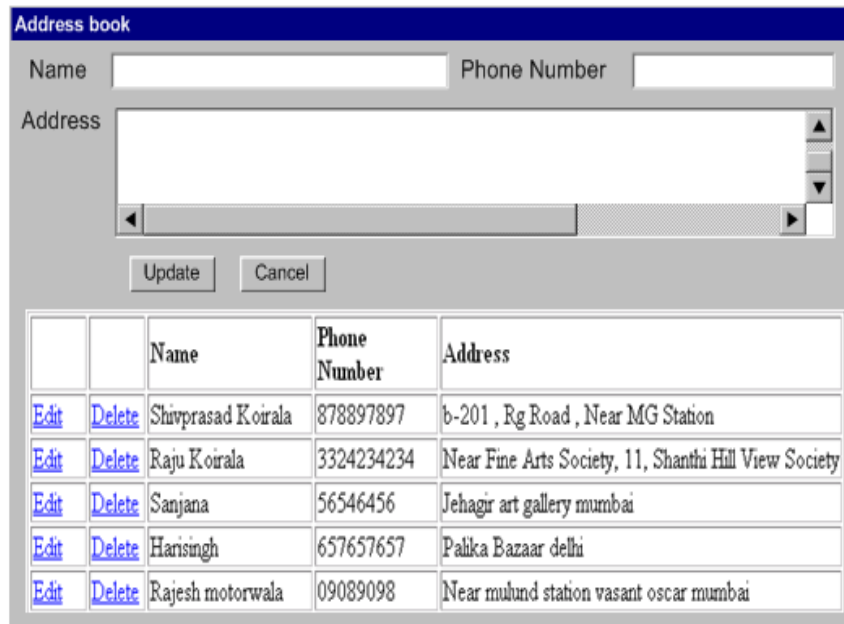 Address book
Name Phone Number
Address
Update Cancel
Name Phone Number Address
Edit Delete Shivprasad Koirala 878897897 b-201 , Rg Road , Near MG Station
Edit Delete Raju Koirala 3324234234 Near Fine Arts Society, 11, Shanthi Hill View Society
Edit Delete Sanjana 56546456 Jehagir art gallery mumbai
Edit Delete Harisingh 657657657 Palika Bazaar delhi
Edit Delete Rajesh motorwala 09089098 Near mulund station vasant oscar mumbai